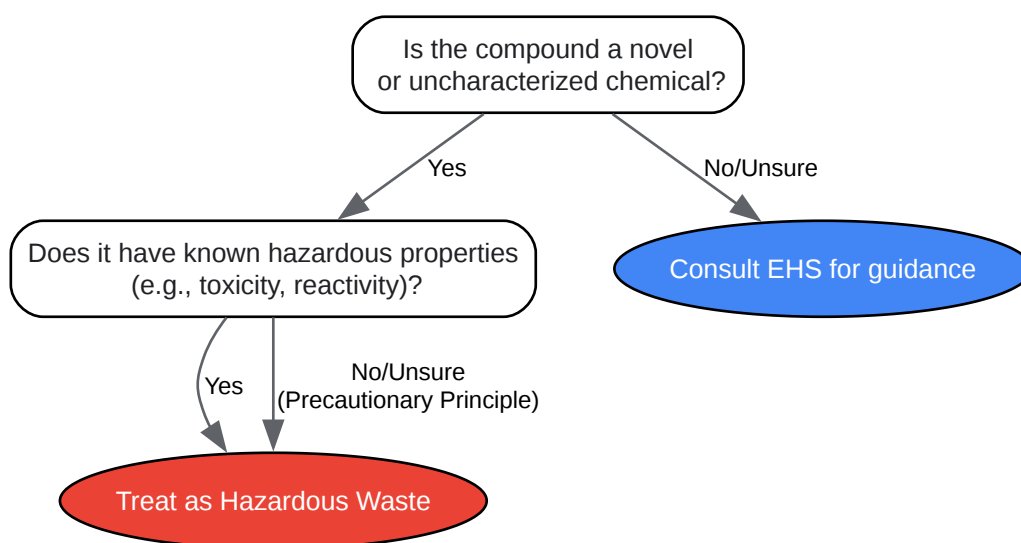 Is the compound a novel
or uncharacterized chemical?
Yes
No/Unsure
Does it have known hazardous properties
(e.g., toxicity, reactivity)?
Consult EHS for guidance
Yes
No/Unsure
(Precautionary Principle)
Treat as Hazardous Waste